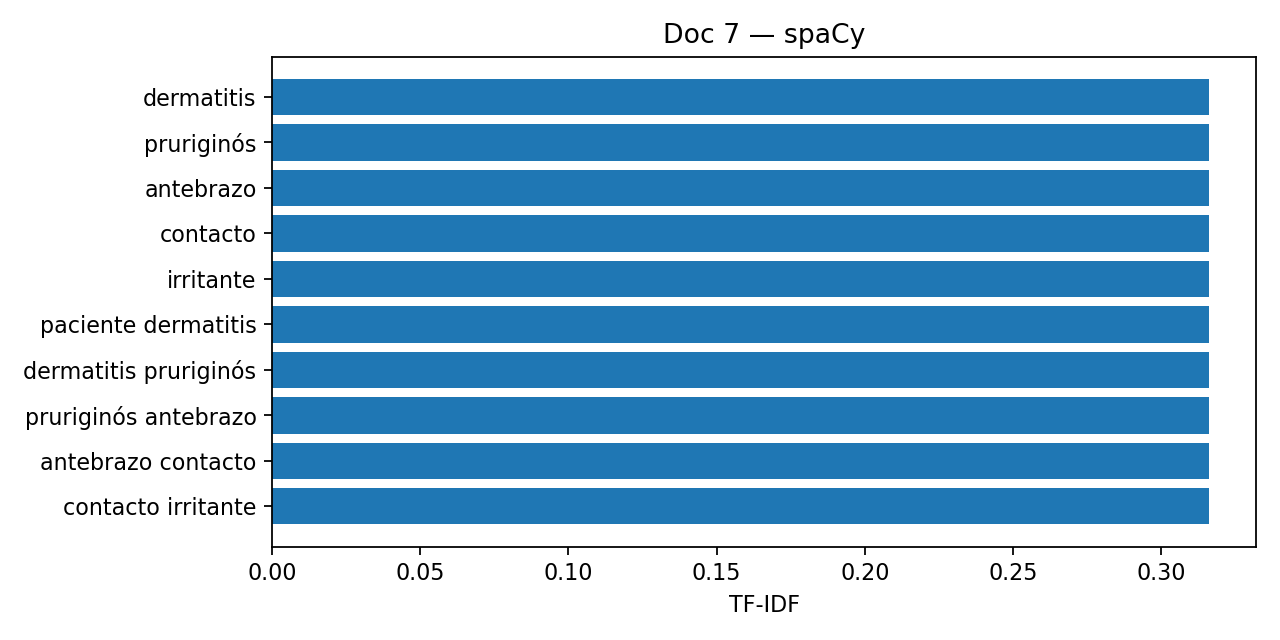 Doc 7 — spaCy
dermatitis
pruriginós
antebrazo
contacto
irritante
paciente dermatitis
dermatitis pruriginós
pruriginós antebrazo
antebrazo contacto
contacto irritante
0.00 0.05 0.10 0.15 0.20 0.25 0.30
TF-IDF